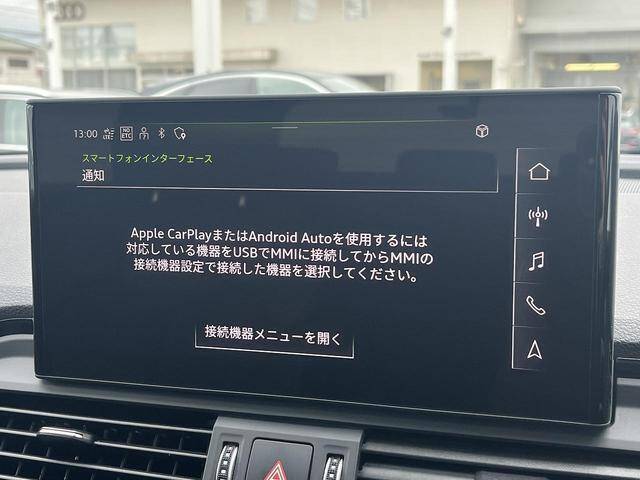 13:00 LTE NO ETC
スマートフォンインターフェース
通知
Apple CarPlayまたはAndroid Autoを使用するには
対応している機器をUSBでMMIに接続してからMMIの
接続機器設定で接続した機器を選択してください。
接続機器メニューを開く